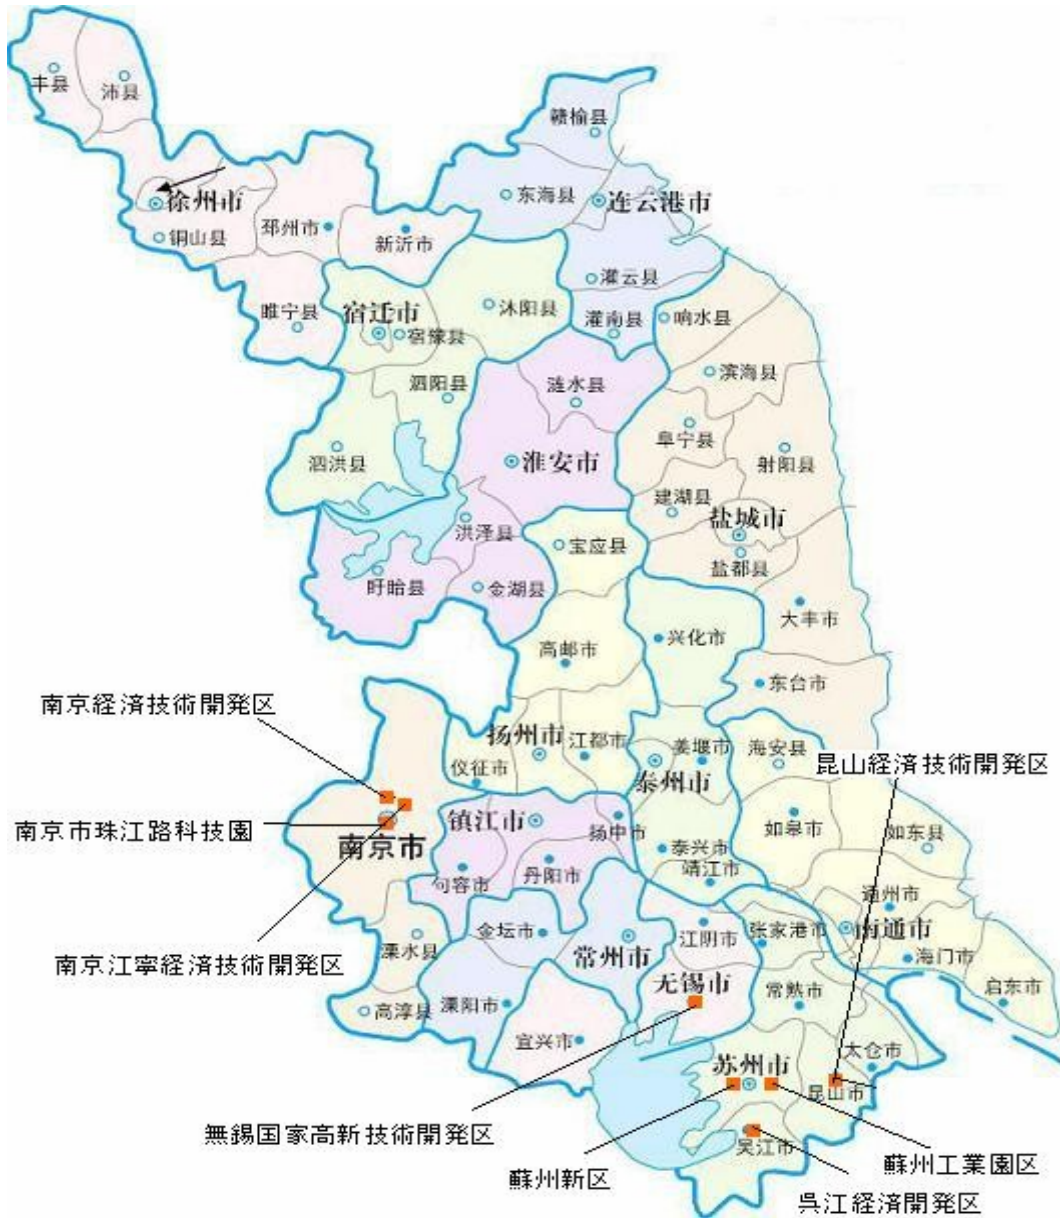 丰县
沛县
赣榆县
东海县
徐州市
连云港市
邳州市
铜山县
新沂市
灌云县
睢宁县
宿迁市
沭阳县
灌南县
响水县
宿豫县
滨海县
泗阳县
涟水县
阜宁县
泗洪县
淮安市
射阳县
建湖县
盐城市
洪泽县
宝应县
盐都县
盱眙县
金湖县
大丰市
兴化市
高邮市
东台市
南京経済技術開発区
扬州市
江都市
姜堰市
海安县
昆山経済技術開発区
仪征市
泰州市
南京市珠江路科技園
镇江市
扬中市
如皋市
如东县
南京市
泰兴市
丹阳市
靖江市
句容市
通州市
金坛市
江阴市
张家港市
南通市
溧水县
常州市
海门市
南京江寧経済技術開発区
无锡市
启东市
高淳县
溧阳市
常熟市
宜兴市
太仓市
苏州市
昆山市
無錫国家高新技術開発区
吴江市
蘇州工業園区
蘇州新区
呉江経済開発区